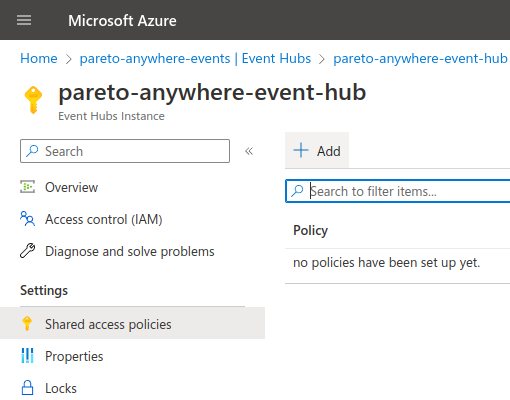 Microsoft Azure
Home > pareto-anywhere-events | Event Hubs > pareto-anywhere-event-hub
pareto-anywhere-event-hub
Event Hubs Instance
Search
«
Overview
Access control (IAM)
Diagnose and solve problems
Settings
Shared access policies
Properties
Locks
+ Add
Search to filter items...
Policy
no policies have been set up yet.